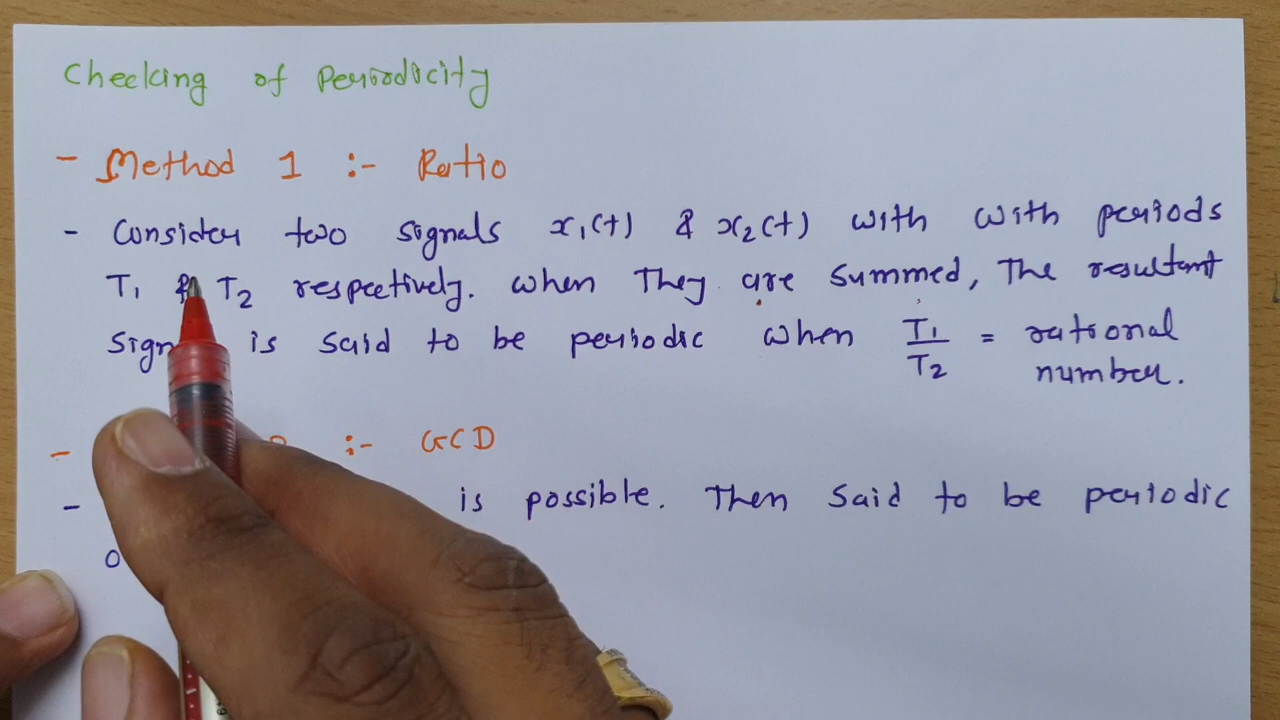 Checking of Periodicity
- Method 1 :- Ratio
- Consider two signals x₁(t) & x₂(t) with with periods
T₁ & T₂ respectively. When They are summed, The resultant
sign is said to be periodic when T₁/T₂ = rational
number.
- :- GCD
- is possible. Then said to be periodic